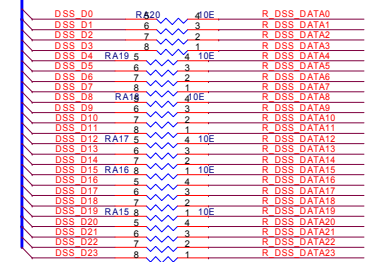 DSS_D0 RA20 5 4 10E R_DSS_DATA0
DSS_D1 6 3 R_DSS_DATA1
DSS_D2 7 2 R_DSS_DATA2
DSS_D3 8 1 R_DSS_DATA3
DSS_D4 RA19 5 4 10E R_DSS_DATA4
DSS_D5 6 3 R_DSS_DATA5
DSS_D6 7 2 R_DSS_DATA6
DSS_D7 8 1 R_DSS_DATA7
DSS_D8 RA18 5 4 10E R_DSS_DATA8
DSS_D9 6 3 R_DSS_DATA9
DSS_D10 7 2 R_DSS_DATA10
DSS_D11 8 1 R_DSS_DATA11
DSS_D12 RA17 5 4 10E R_DSS_DATA12
DSS_D13 6 3 R_DSS_DATA13
DSS_D14 7 2 R_DSS_DATA14
DSS_D15 RA16 8 1 10E R_DSS_DATA15
DSS_D16 5 4 R_DSS_DATA16
DSS_D17 6 3 R_DSS_DATA17
DSS_D18 7 2 R_DSS_DATA18
DSS_D19 RA15 8 1 10E R_DSS_DATA19
DSS_D20 5 4 R_DSS_DATA20
DSS_D21 6 3 R_DSS_DATA21
DSS_D22 7 2 R_DSS_DATA22
DSS_D23 8 1 R_DSS_DATA23